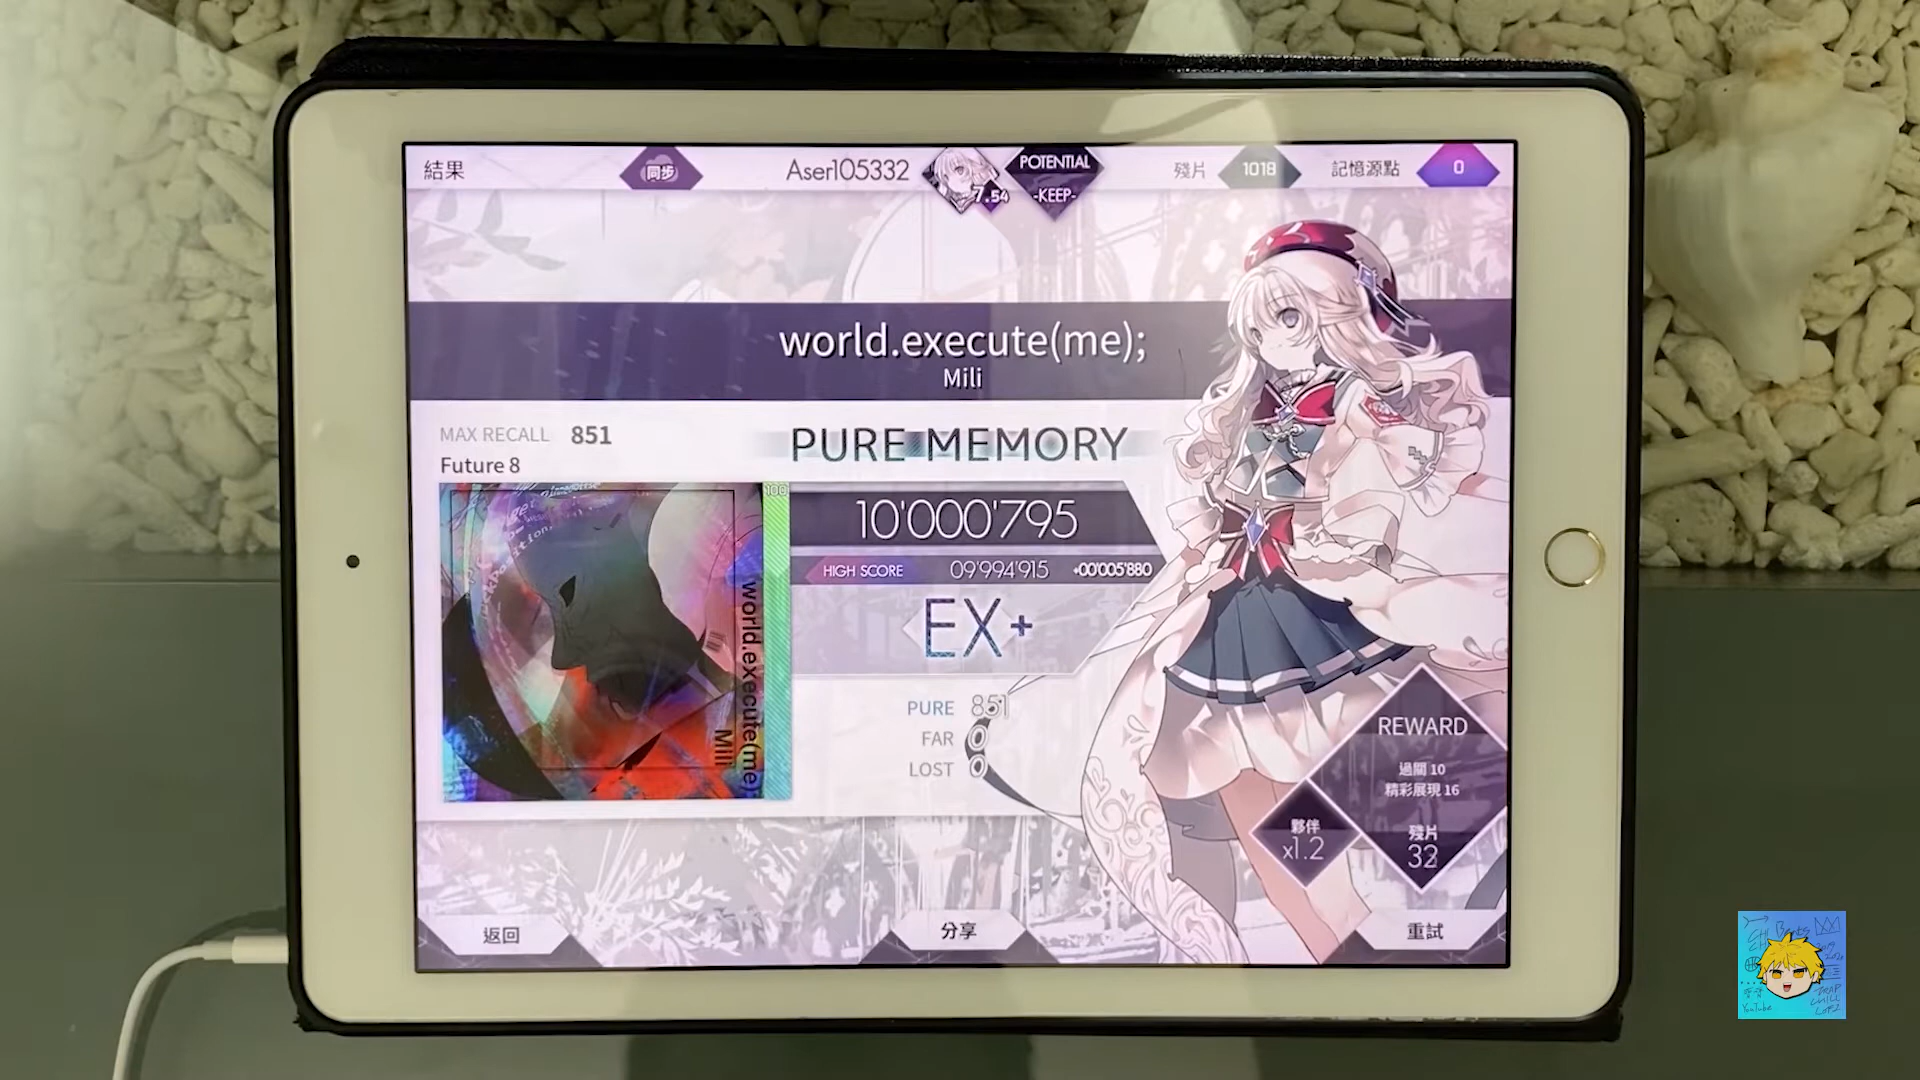 結果
同步
Aser105332
7.54
POTENTIAL
-KEEP-
殘片
1018
記憶源點
0
world.execute(me);
Mili
MAX RECALL 851
Future 8
PURE MEMORY
100
10'000'795
HIGH SCORE 09'994'915 +00'005'880
EX+
world.execute(me);
Mili
PURE 851
FAR 0
LOST 0
REWARD
過關 10
精彩展現 16
夥伴
x1.2
殘片
32
返回
分享
重試
YouTube